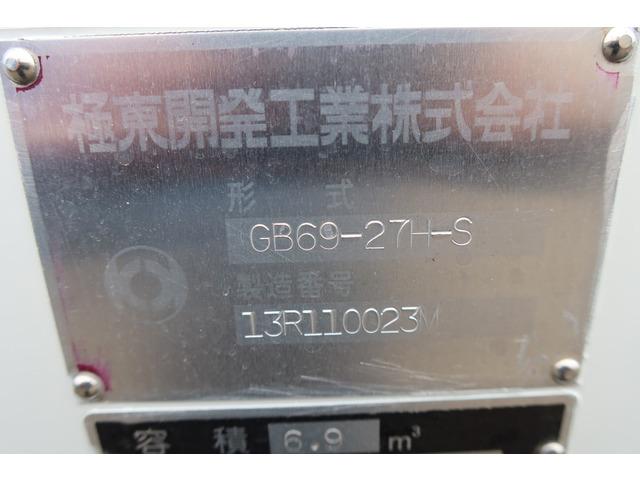 極東開発工業株式会社
形 式
GB69-27H-S
製造番号
13R110023M
容 積 6.9 m³